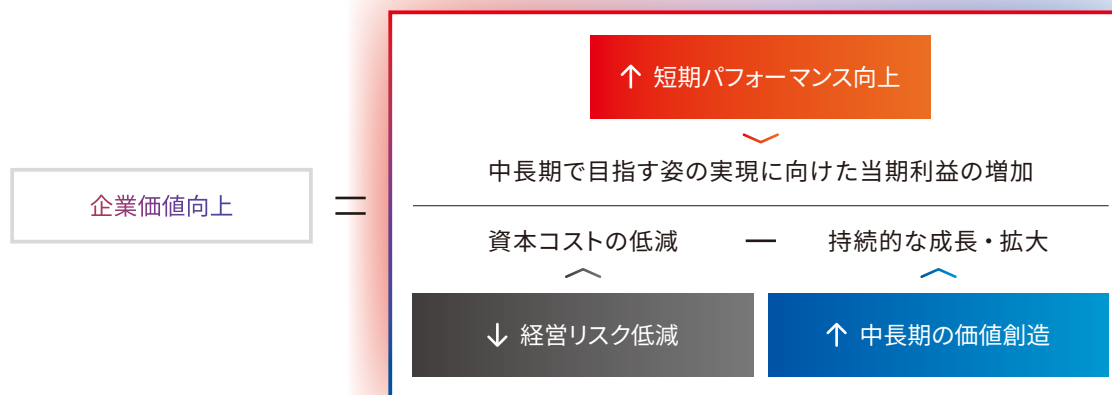 ↑ 短期パフォーマンス向上
中長期で目指す姿の実現に向けた当期利益の増加
企業価値向上
=
資本コストの低減 — 持続的な成長・拡大
↓ 経営リスク低減
↑ 中長期の価値創造